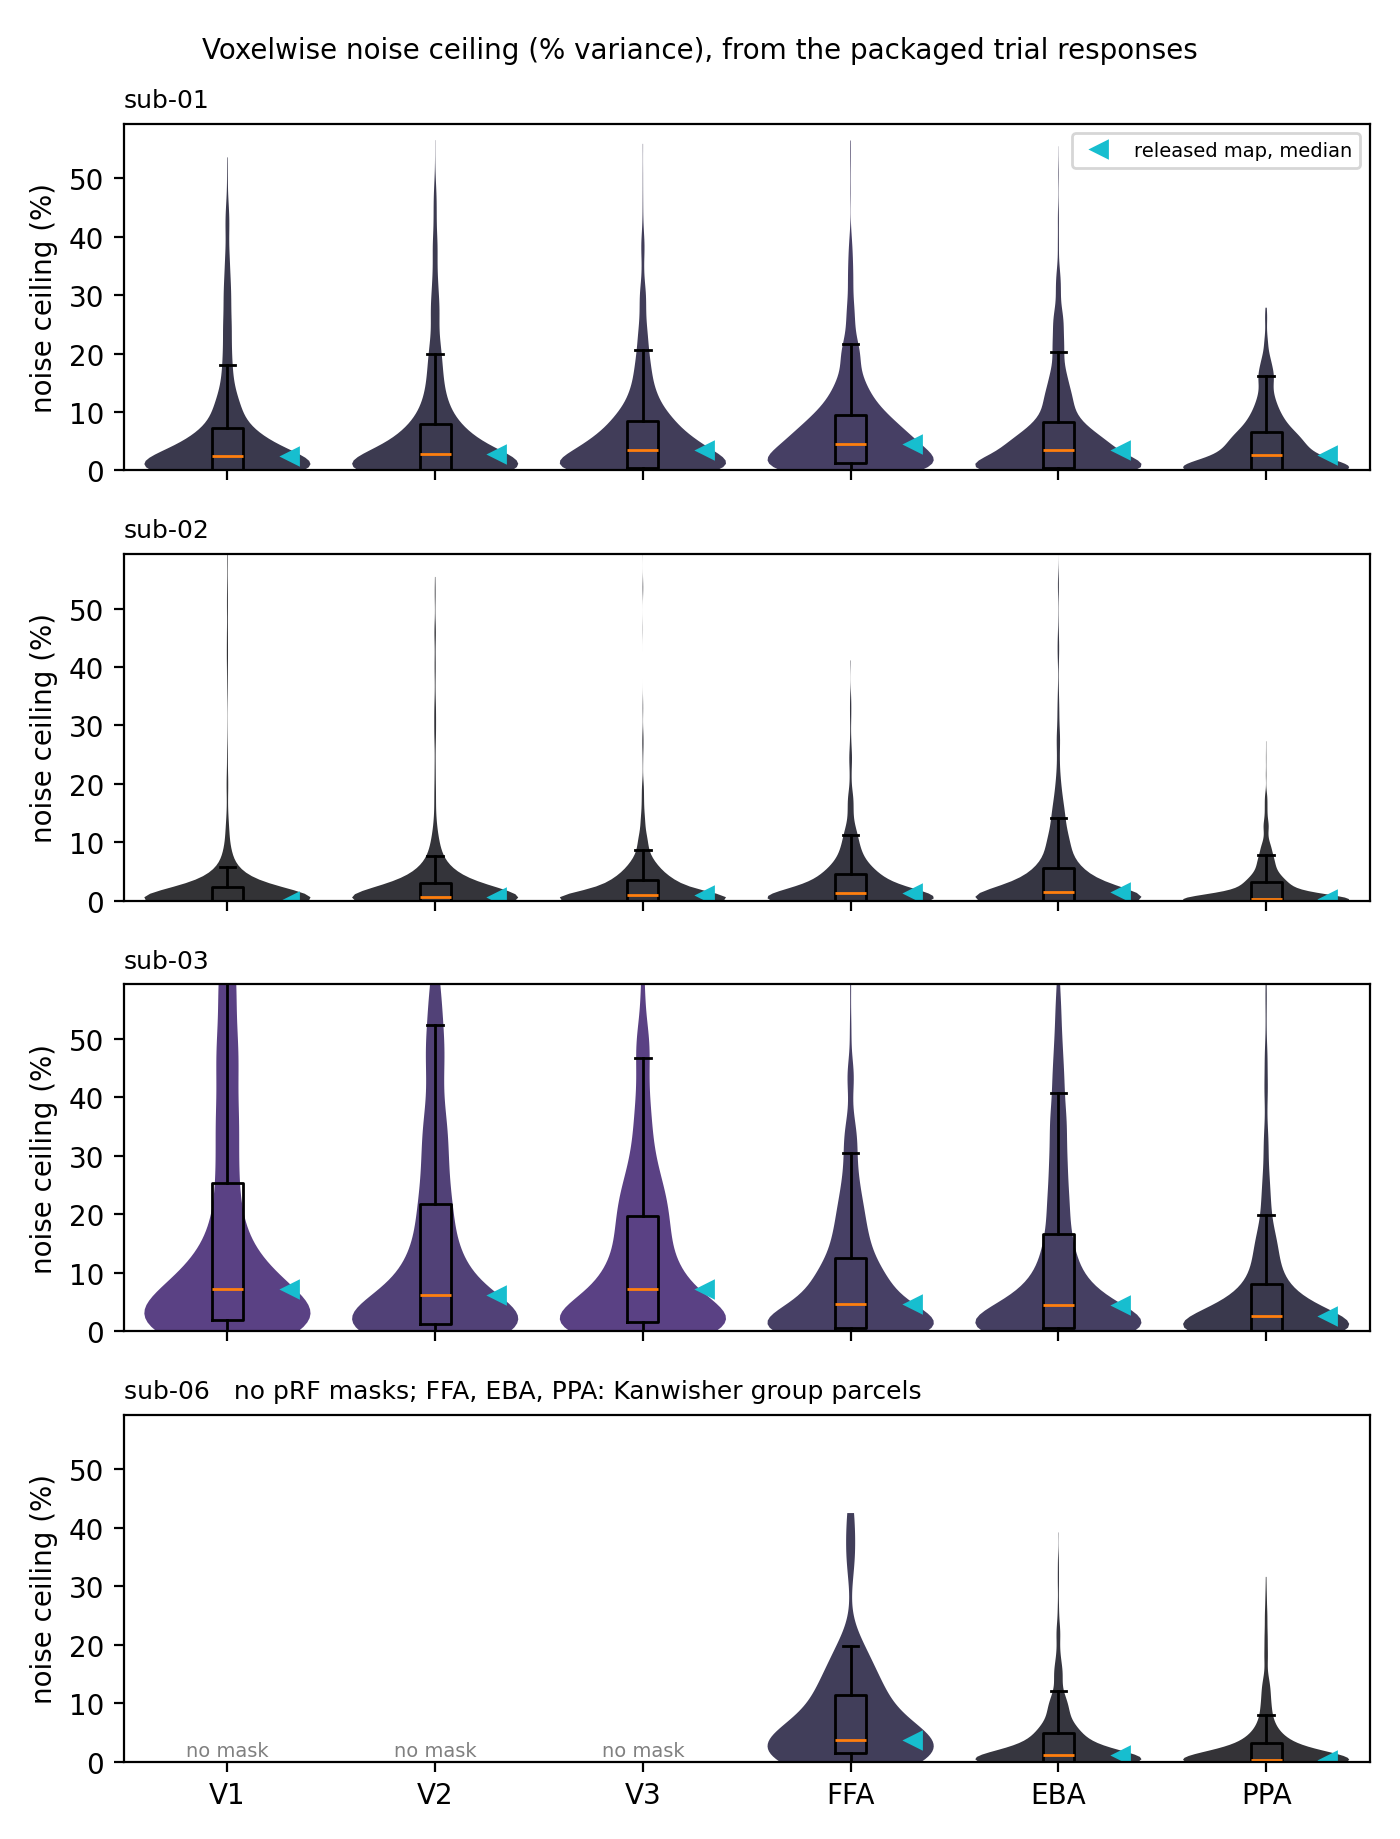 Voxelwise noise ceiling (% variance), from the packaged trial responses
sub-01
released map, median
noise ceiling (%)
50
40
30
20
10
0
sub-02
noise ceiling (%)
50
40
30
20
10
0
sub-03
noise ceiling (%)
50
40
30
20
10
0
sub-06 no pRF masks; FFA, EBA, PPA: Kanwisher group parcels
noise ceiling (%)
50
40
30
20
10
0
no mask no mask no mask
V1 V2 V3 FFA EBA PPA